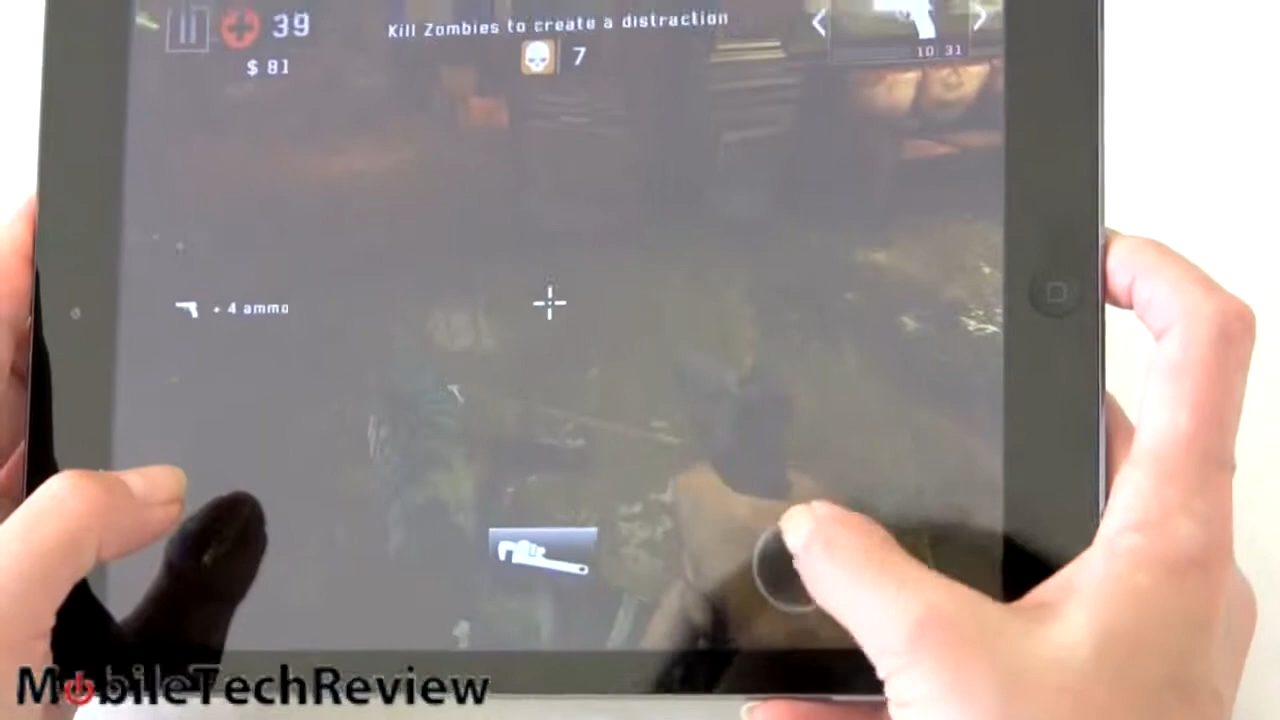 39
Kill Zombies to create a distraction
$ 81
7
10 31
+ 4 ammo
MobileTechReview